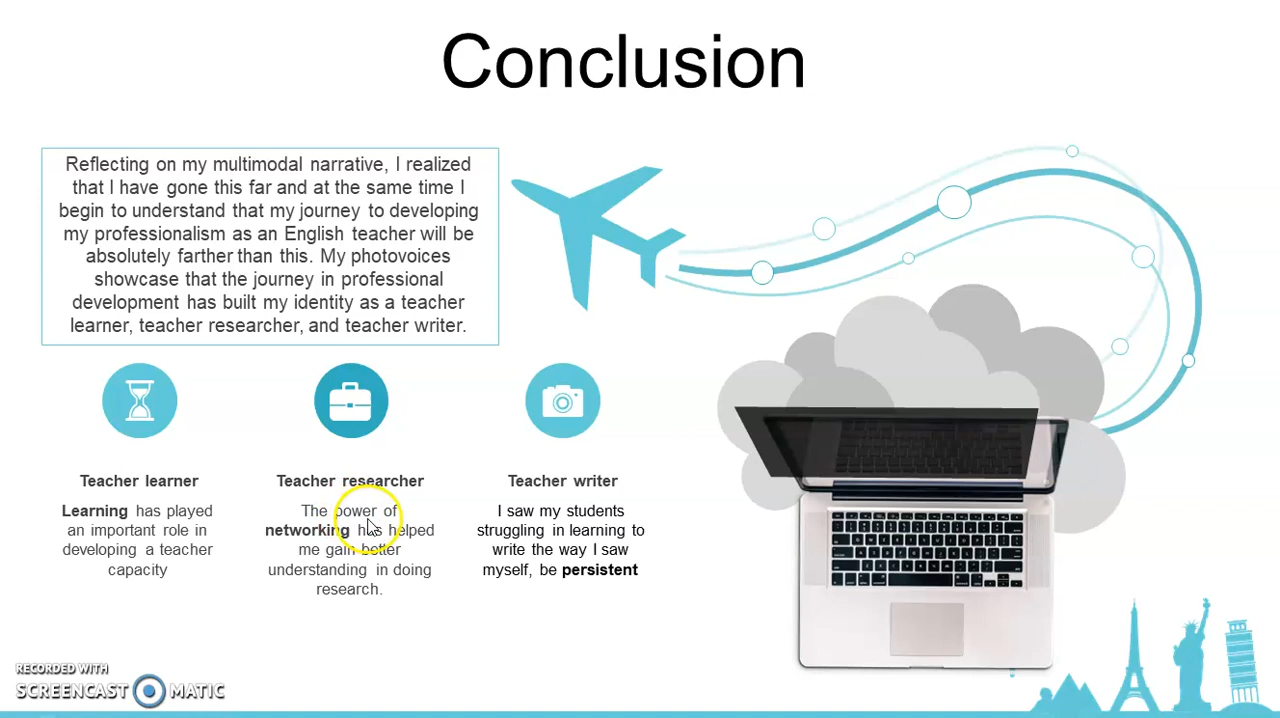 Conclusion
Reflecting on my multimodal narrative, I realized
that I have gone this far and at the same time I
begin to understand that my journey to developing
my professionalism as an English teacher will be
absolutely farther than this. My photovoices
showcase that the journey in professional
development has built my identity as a teacher
learner, teacher researcher, and teacher writer.
Teacher learner
Learning has played
an important role in
developing a teacher
capacity
Teacher researcher
The power of
networking has helped
me gain better
understanding in doing
research.
Teacher writer
I saw my students
struggling in learning to
write the way I saw
myself, be persistent
RECORDED WITH
SCREENCAST MATIC